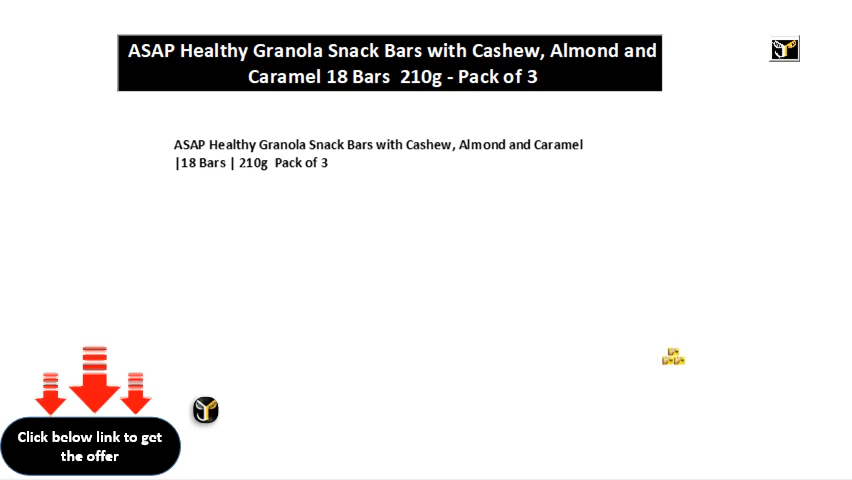 ASAP Healthy Granola Snack Bars with Cashew, Almond and
Caramel 18 Bars  210g - Pack of 3
ASAP Healthy Granola Snack Bars with Cashew, Almond and Caramel
|18 Bars | 210g  Pack of 3
Click below link to get
the offer